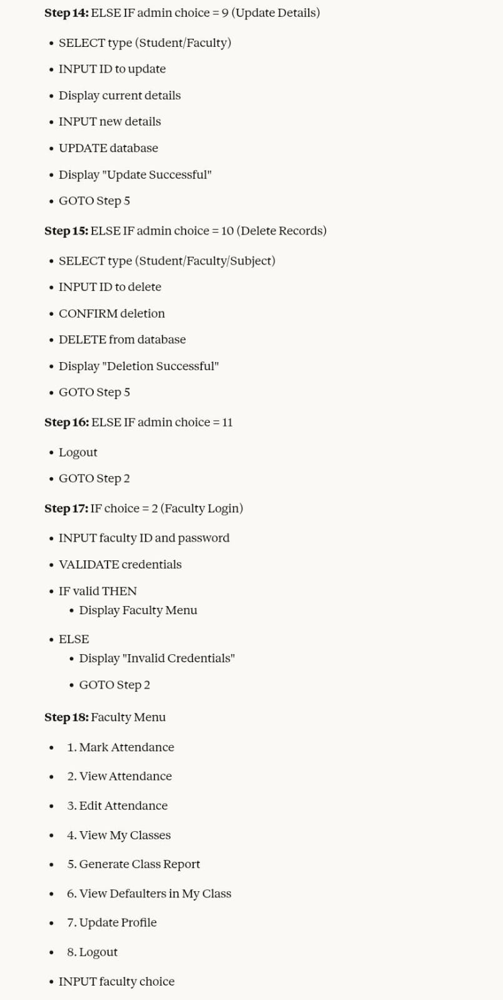 Step 14: ELSE IF admin choice = 9 (Update Details)
• SELECT type (Student/Faculty)
• INPUT ID to update
• Display current details
• INPUT new details
• UPDATE database
• Display "Update Successful"
• GOTO Step 5
Step 15: ELSE IF admin choice = 10 (Delete Records)
• SELECT type (Student/Faculty/Subject)
• INPUT ID to delete
• CONFIRM deletion
• DELETE from database
• Display "Deletion Successful"
• GOTO Step 5
Step 16: ELSE IF admin choice = 11
• Logout
• GOTO Step 2
Step 17: IF choice = 2 (Faculty Login)
• INPUT faculty ID and password
• VALIDATE credentials
• IF valid THEN
• Display Faculty Menu
• ELSE
• Display "Invalid Credentials"
• GOTO Step 2
Step 18: Faculty Menu
• 1. Mark Attendance
• 2. View Attendance
• 3. Edit Attendance
• 4. View My Classes
• 5. Generate Class Report
• 6. View Defaulters in My Class
• 7. Update Profile
• 8. Logout
• INPUT faculty choice